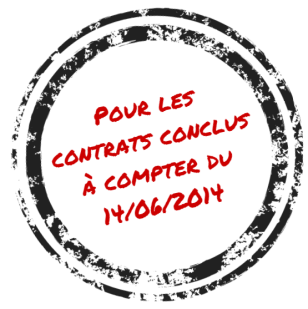 POUR LES
CONTRATS CONCLUS
À COMPTER DU
14/06/2014